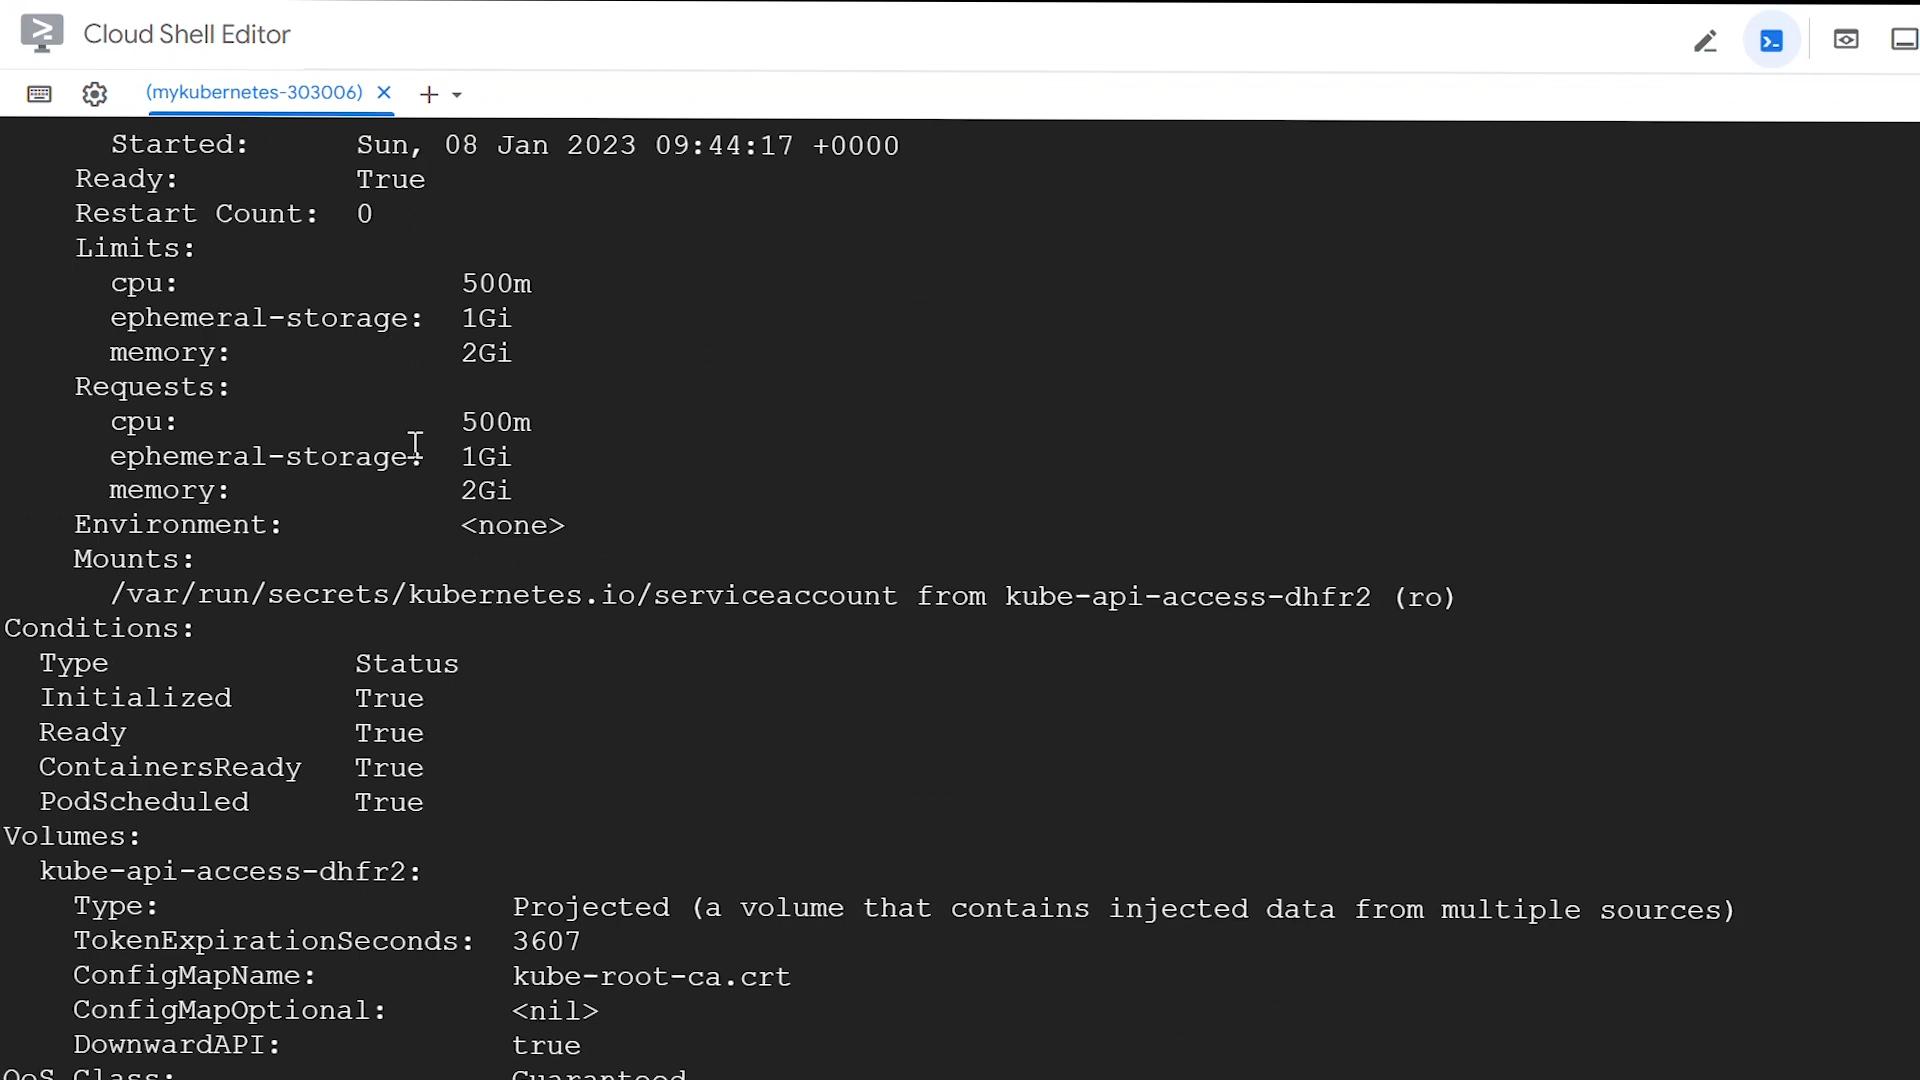 Cloud Shell Editor
(mykubernetes-303006)
Started: Sun, 08 Jan 2023 09:44:17 +0000
Ready: True
Restart Count: 0
Limits:
cpu: 500m
ephemeral-storage: 1Gi
memory: 2Gi
Requests:
cpu: 500m
ephemeral-storage: 1Gi
memory: 2Gi
Environment: <none>
Mounts:
/var/run/secrets/kubernetes.io/serviceaccount from kube-api-access-dhfr2 (ro)
Conditions:
Type Status
Initialized True
Ready True
ContainersReady True
PodScheduled True
Volumes:
kube-api-access-dhfr2:
Type: Projected (a volume that contains injected data from multiple sources)
TokenExpirationSeconds: 3607
ConfigMapName: kube-root-ca.crt
ConfigMapOptional: <nil>
DownwardAPI: true
QoS Class: Guaranteed